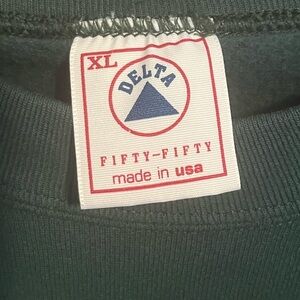 XL
DELTA
FIFTY-FIFTY
made in usa